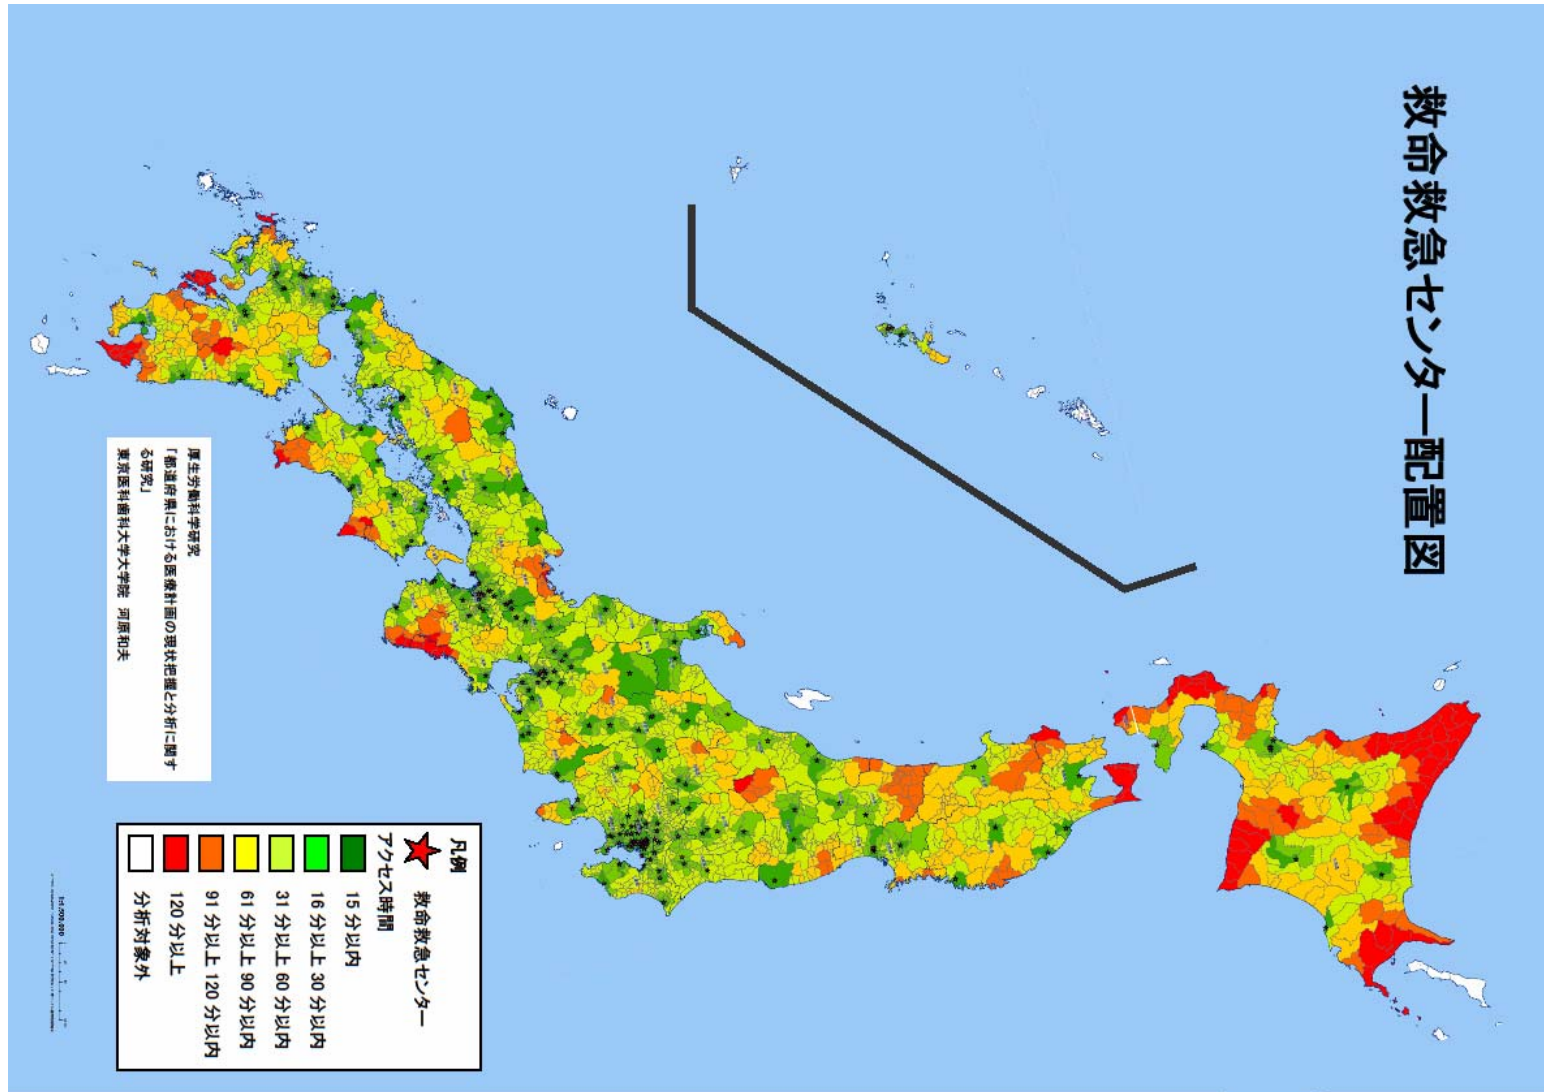 救命救急センター配置図
厚生労働科学研究
「都道府県における医療計画の現状把握と分析に関す
る研究」
東京医科歯科大学大学院 河原和夫
凡例
救命救急センター
アクセス時間
15 分以内
16 分以上 30 分以内
31 分以上 60 分以内
61 分以上 90 分以内
91 分以上 120 分以内
120 分以上
分析対象外